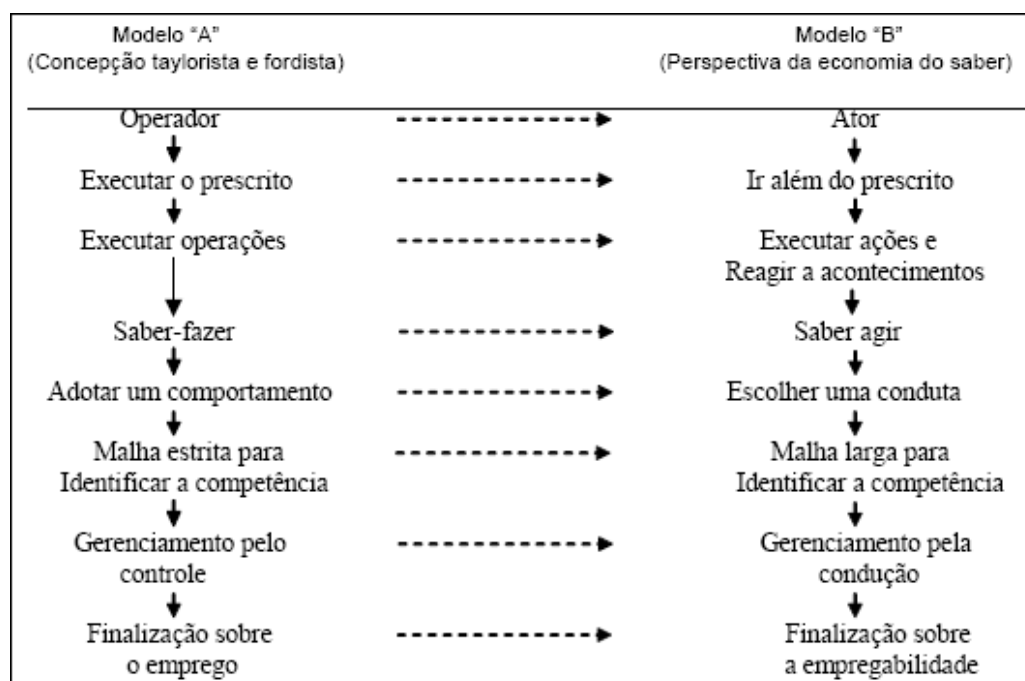 Modelo “A”
(Concepção taylorista e fordista)
Modelo “B”
(Perspectiva da economia do saber)
Operador
Ator
Executar o prescrito
Ir além do prescrito
Executar operações
Executar ações e
Reagir a acontecimentos
Saber-fazer
Saber agir
Adotar um comportamento
Escolher uma conduta
Malha estrita para
Identificar a competência
Malha larga para
Identificar a competência
Gerenciamento pelo
controle
Gerenciamento pela
condução
Finalização sobre
o emprego
Finalização sobre
a empregabilidade